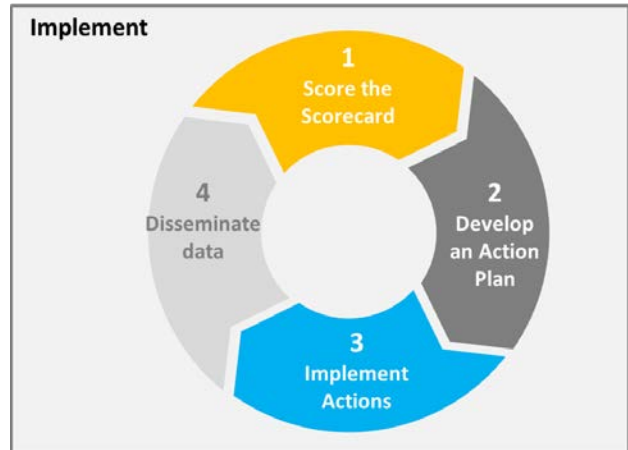 Implement
1
Score the
Scorecard
2
Develop
an Action
Plan
3
Implement
Actions
4
Disseminate
data